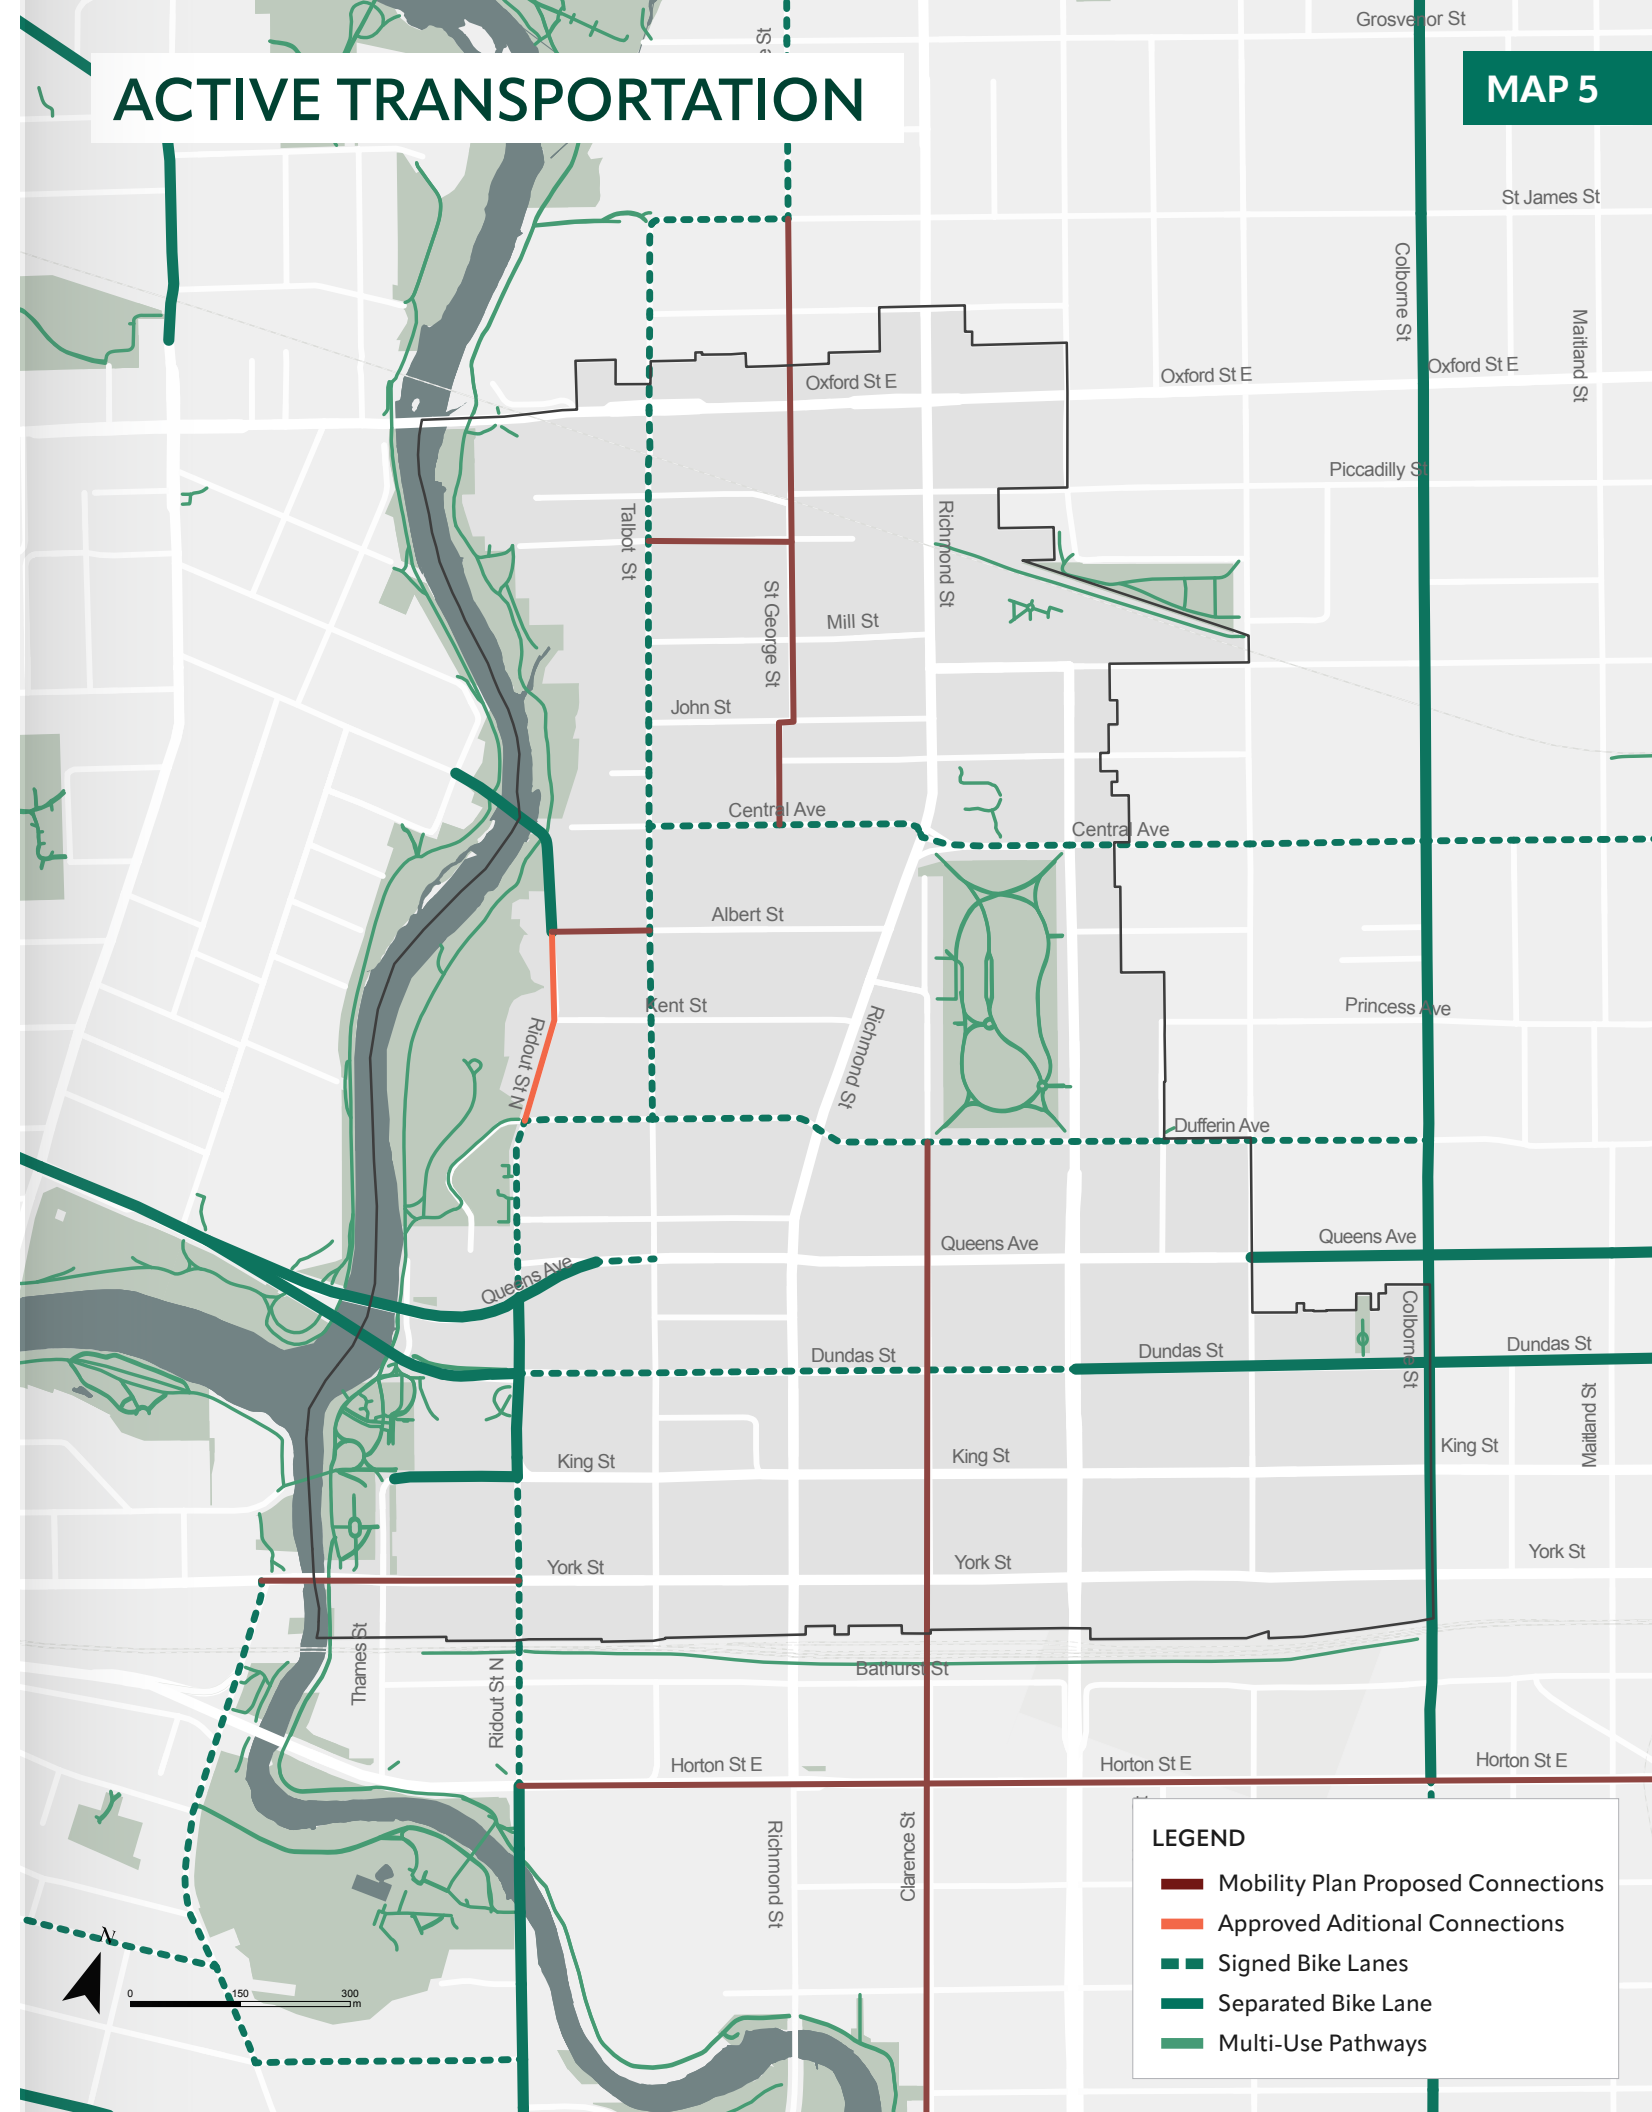 Grosvenor St
ACTIVE TRANSPORTATION
MAP 5
St James St
Colborne St
Maitland St
Oxford St E
Oxford St E
Oxford St E
Piccadilly St
Talbot St
Richmond St
St George St
Mill St
John St
Central Ave
Central Ave
Albert St
Kent St
Princess Ave
Ridout St N
Richmond St
Dufferin Ave
Queens Ave
Queens Ave
Queens Ave
Colborne St
Dundas St
Dundas St
Dundas St
Maitland St
King St
King St
King St
York St
York St
York St
Thames St
Ridout St N
Bathurst St
Horton St E
Horton St E
Horton St E
Richmond St
Clarence St
N
0 150 300
m
LEGEND
Mobility Plan Proposed Connections
Approved Aditional Connections
Signed Bike Lanes
Separated Bike Lane
Multi-Use Pathways